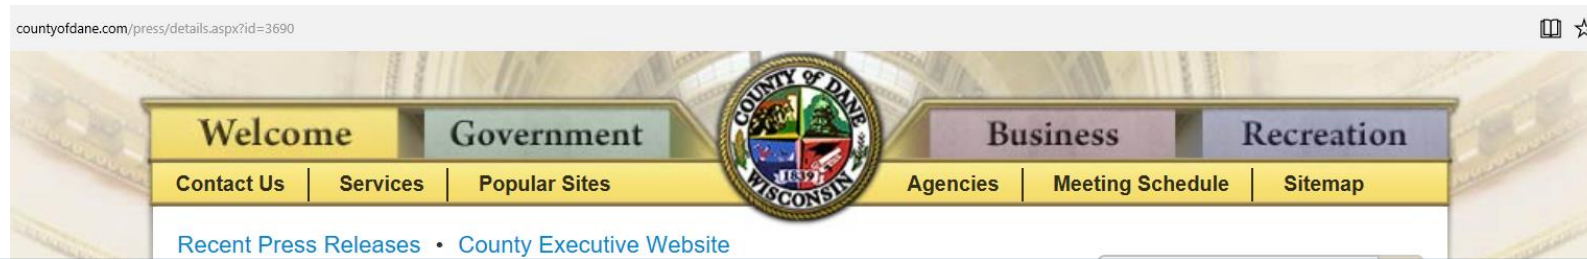 countyofdane.com/press/details.aspx?id=3690
COUNTY OF DANE
Welcome Government Business Recreation
1839
WISCONSIN
Contact Us Services Popular Sites Agencies Meeting Schedule Sitemap
Recent Press Releases • County Executive Website